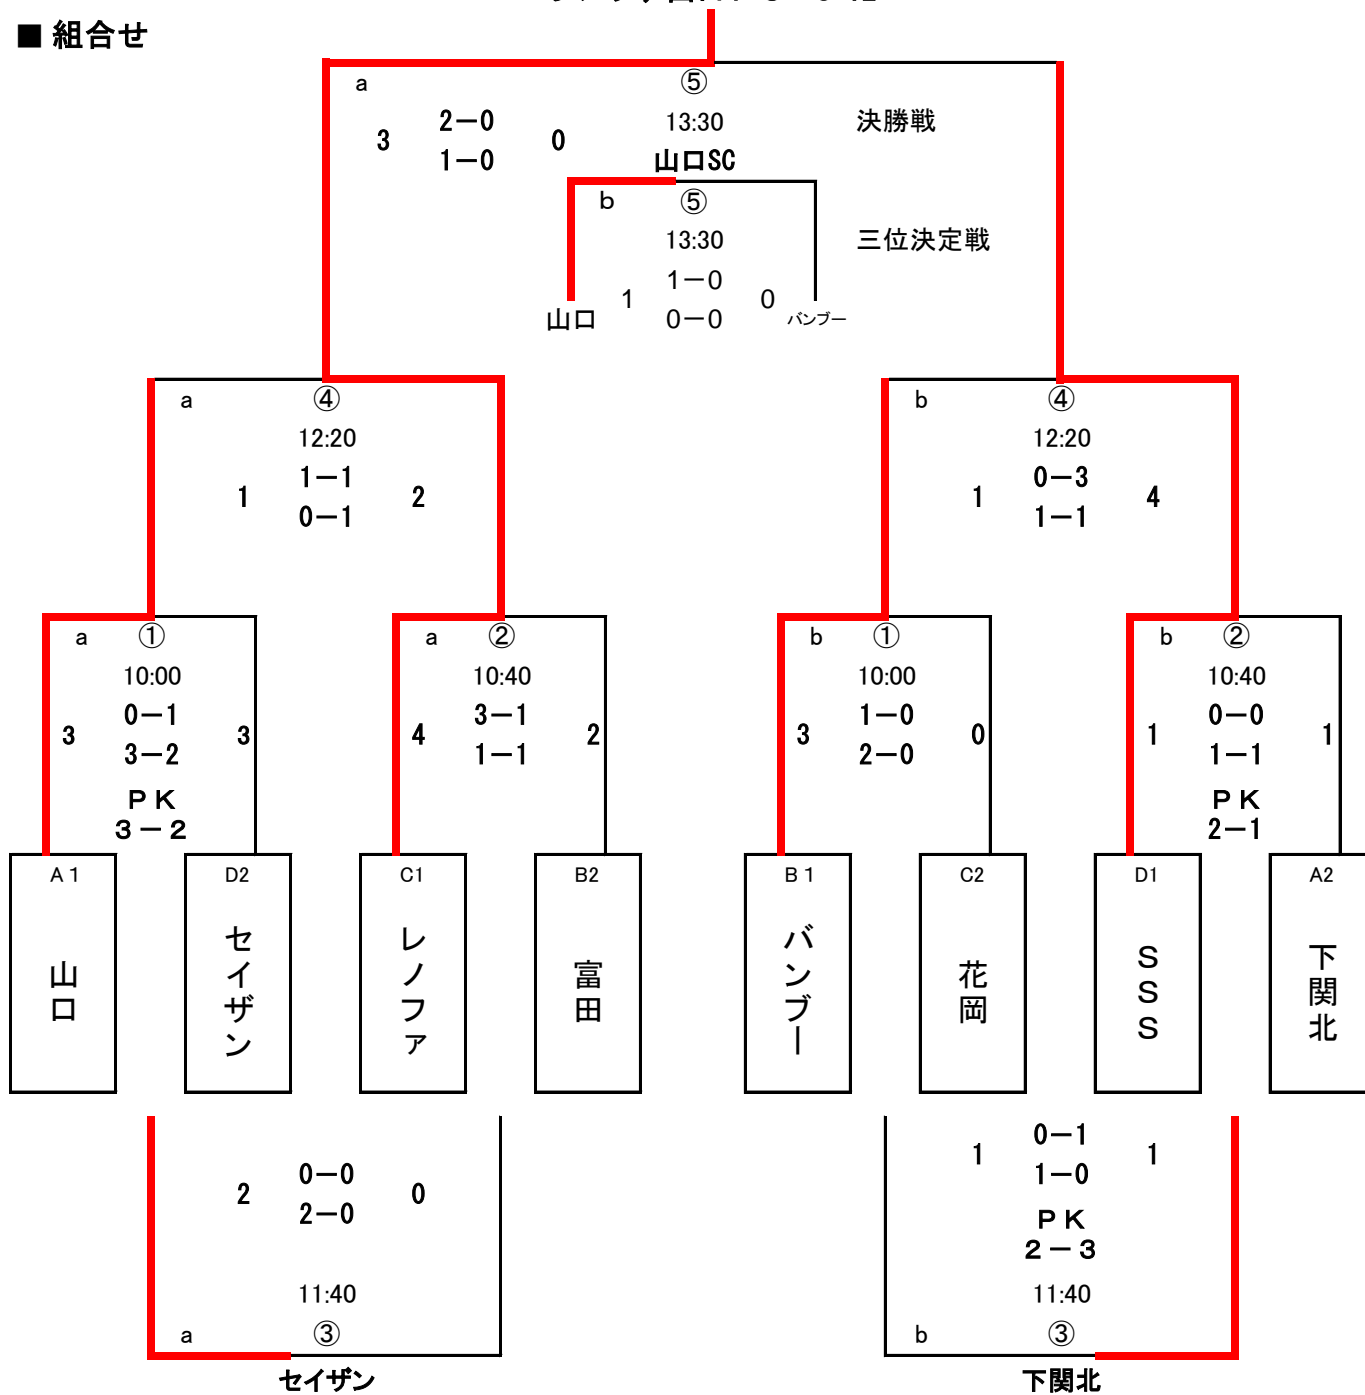 ■ 組合せ
a ⑤
3 2－0 0 13:30 決勝戦
1－0
山口SC
b ⑤
13:30 三位決定戦
1－0
1 0
0－0
山口 バンブー
a ④ b ④
12:20 12:20
1－1 0－3
1 2 1 4
0－1 1－1
a ① a ② b ① b ②
10:00 10:40 10:00 10:40
0－1 3－1 1－0 0－0
3 3 4 2 3 0 1 1
3－2 1－1 2－0 1－1
ＰＫ ＰＫ
３－２ 2－1
A 1 D2 C1 B2 B 1 C2 D1 A2
山口 セイザン レノファ 富田 バンブー 花岡 ＳＳＳ 下関北
0－1
1 1
0－0 1－0
2 0
2－0
ＰＫ
２－３
11:40 11:40
a ③ b ③
セイザン 下関北